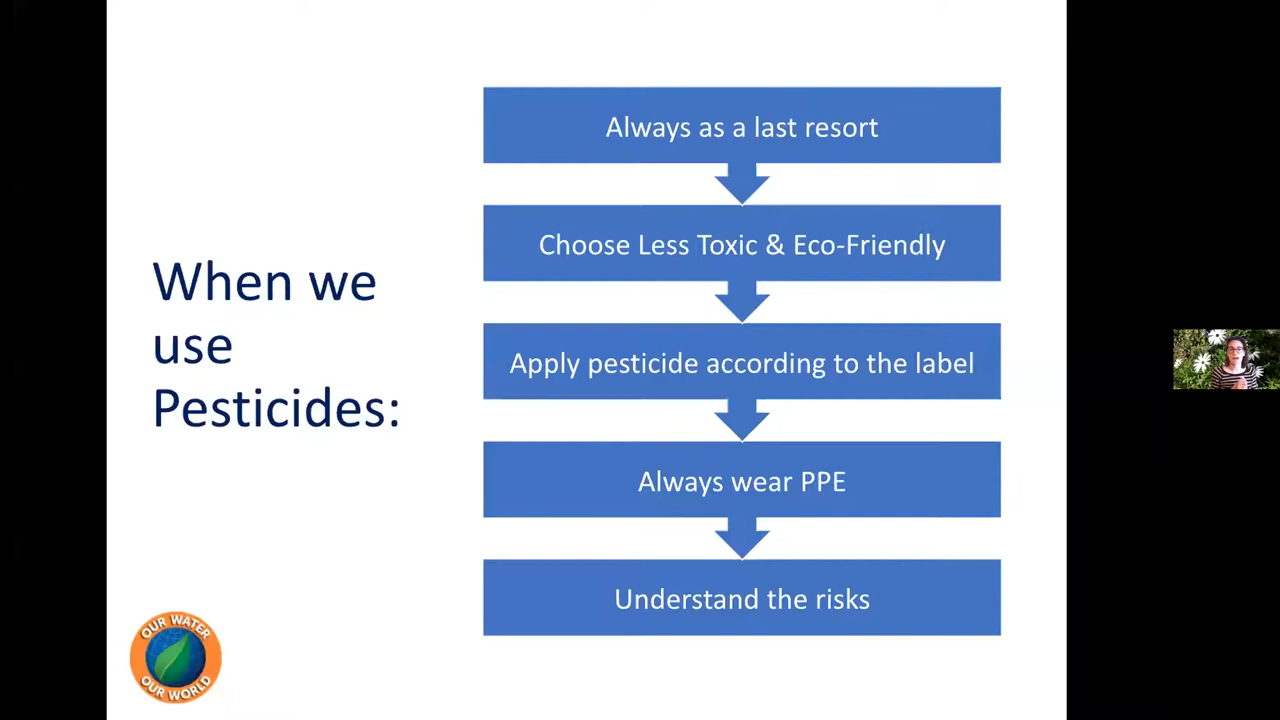 When we
use
Pesticides:
Always as a last resort
Choose Less Toxic & Eco-Friendly
Apply pesticide according to the label
Always wear PPE
Understand the risks
OUR WATER
OUR WORLD